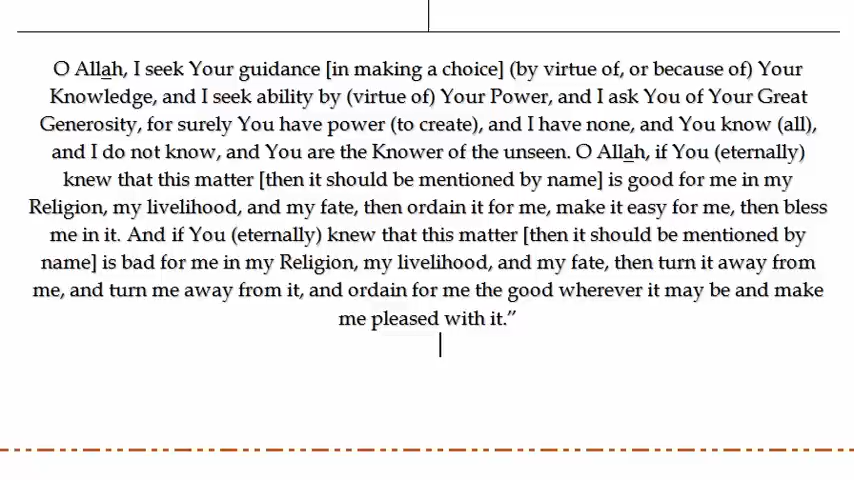 O Allah, I seek Your guidance [in making a choice] (by virtue of, or because of) Your
Knowledge, and I seek ability by (virtue of) Your Power, and I ask You of Your Great
Generosity, for surely You have power (to create), and I have none, and You know (all),
and I do not know, and You are the Knower of the unseen. O Allah, if You (eternally)
knew that this matter [then it should be mentioned by name] is good for me in my
Religion, my livelihood, and my fate, then ordain it for me, make it easy for me, then bless
me in it. And if You (eternally) knew that this matter [then it should be mentioned by
name] is bad for me in my Religion, my livelihood, and my fate, then turn it away from
me, and turn me away from it, and ordain for me the good wherever it may be and make
me pleased with it.”